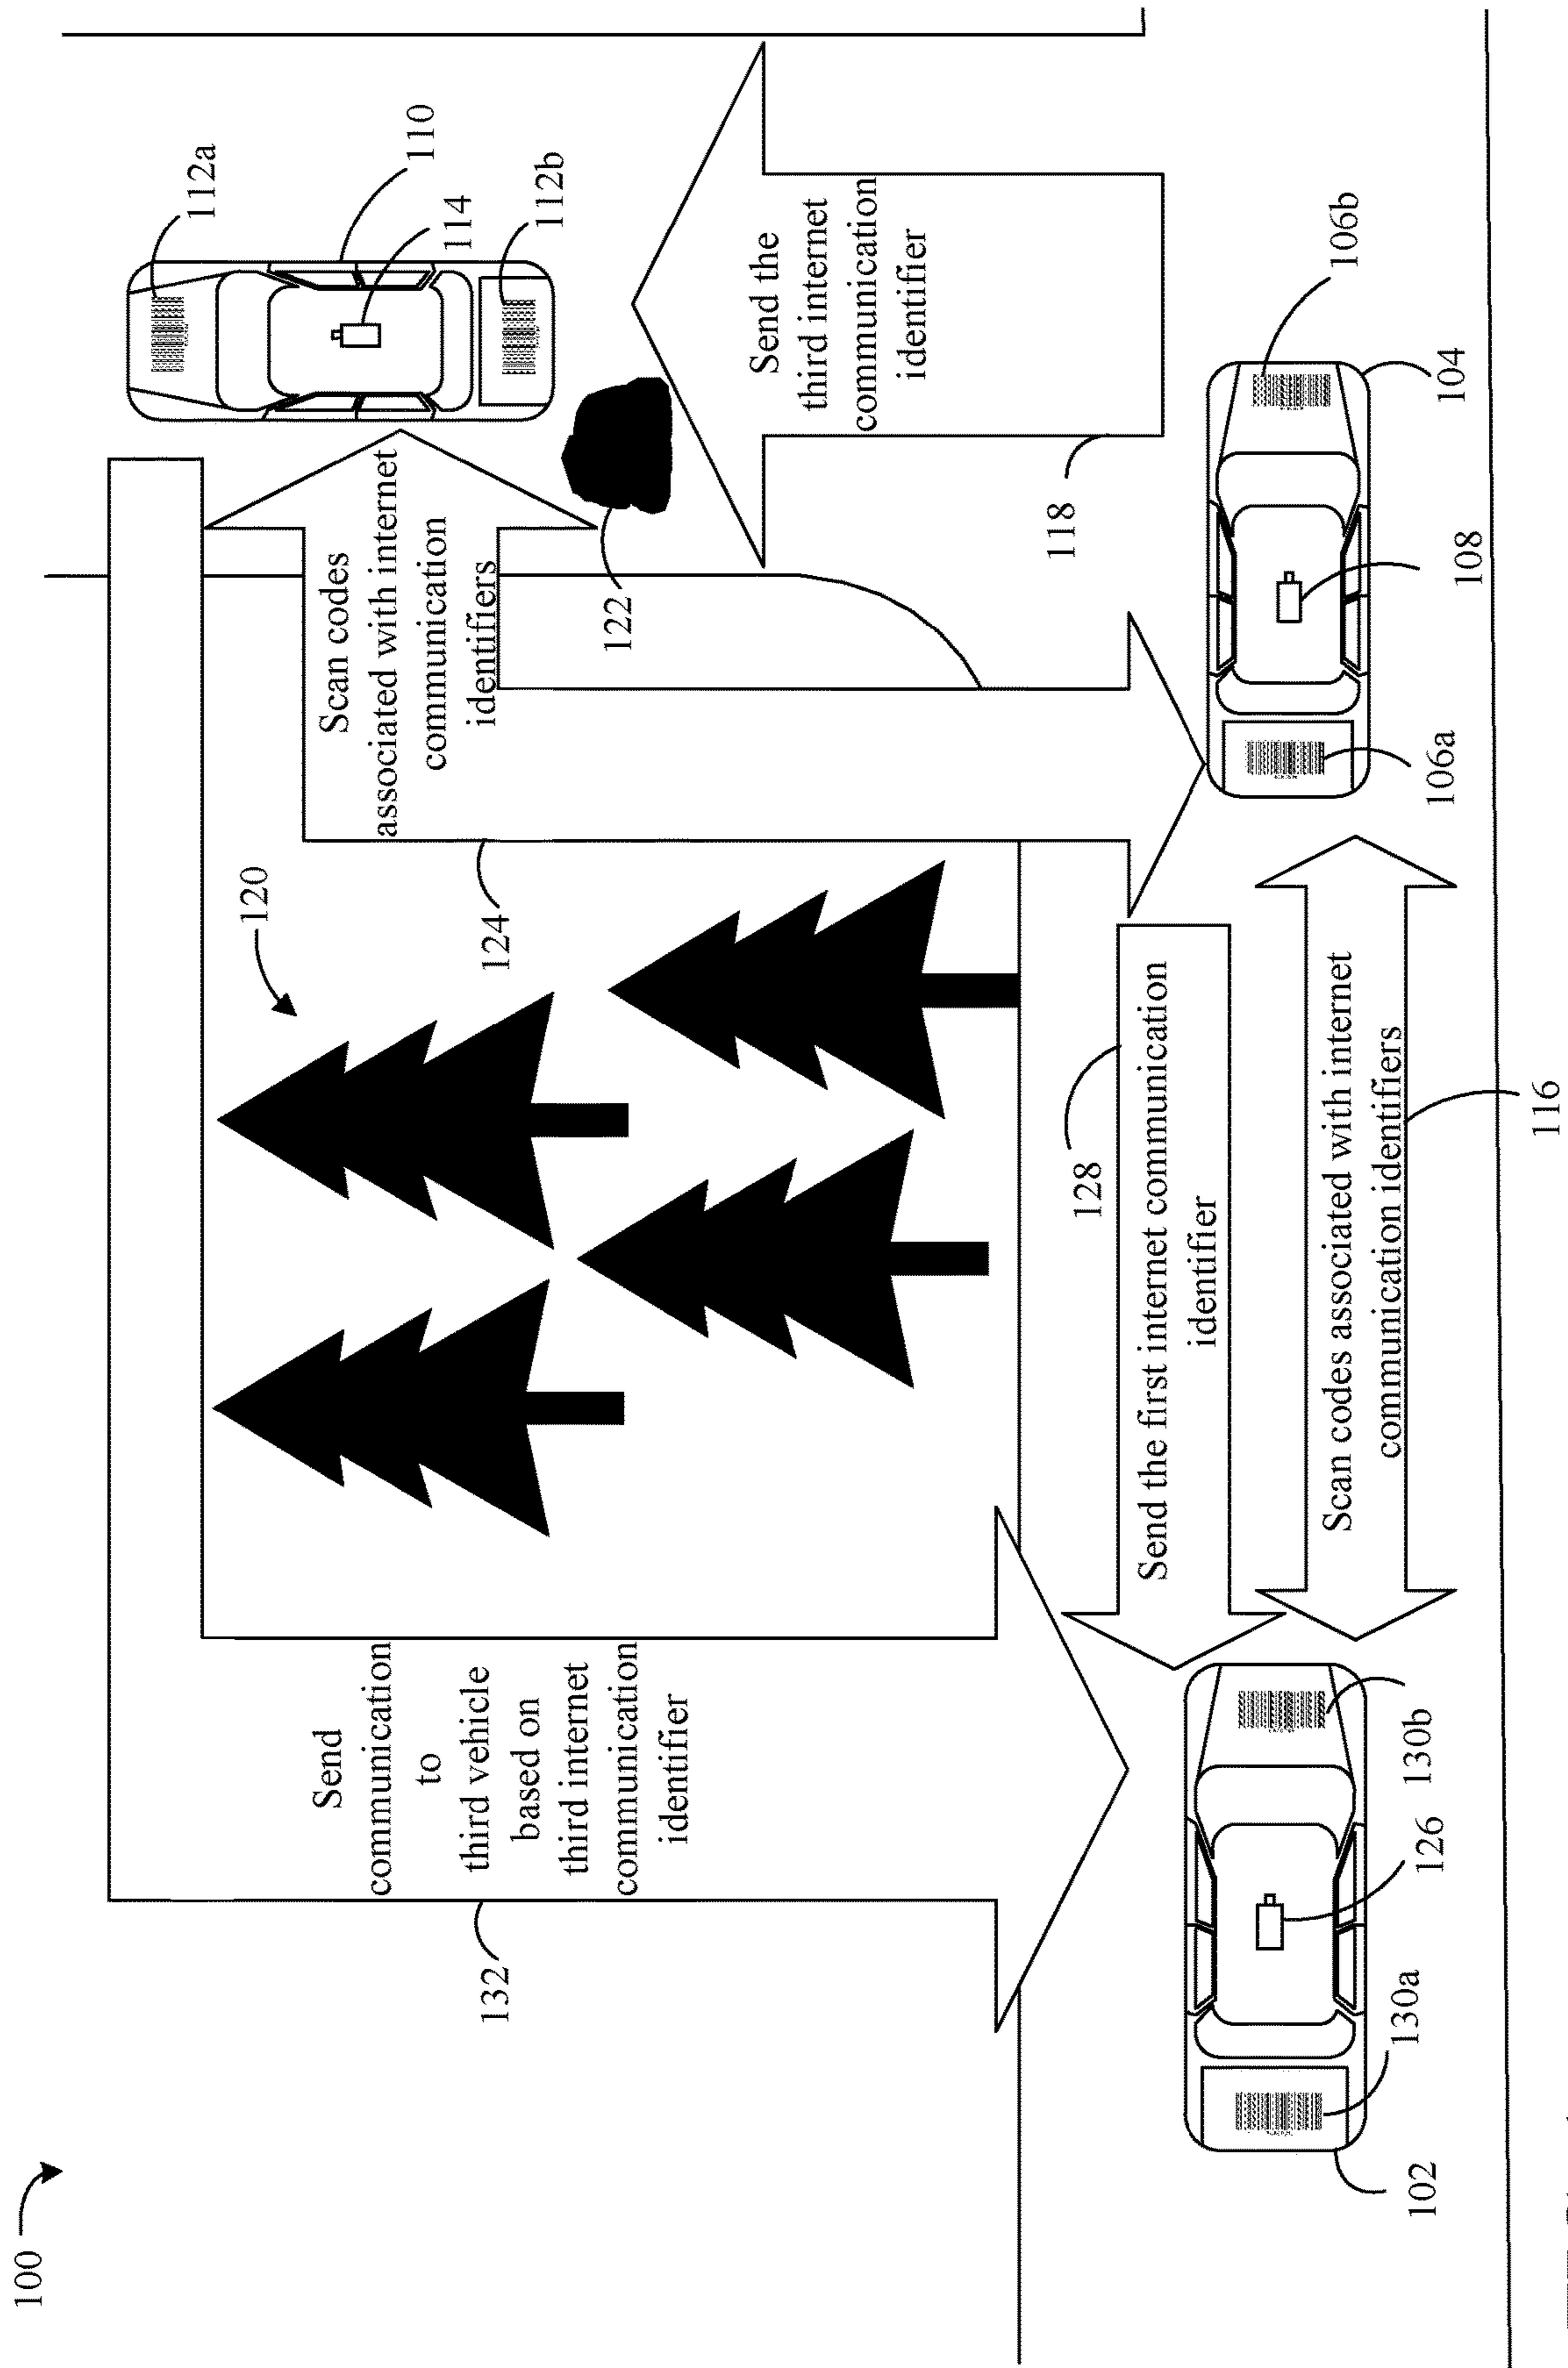 100
Send
communication
to
third vehicle
based on
third internet
communication
identifier
132
120
Scan codes
associated with internet
communication
identifiers
124
112a
110
114
112b
122
Send the
third internet
communication
identifier
118
128
Send the first internet communication
identifier
Scan codes associated with internet
communication identifiers
116
102
130a
126
130b
106a
108
104
106b